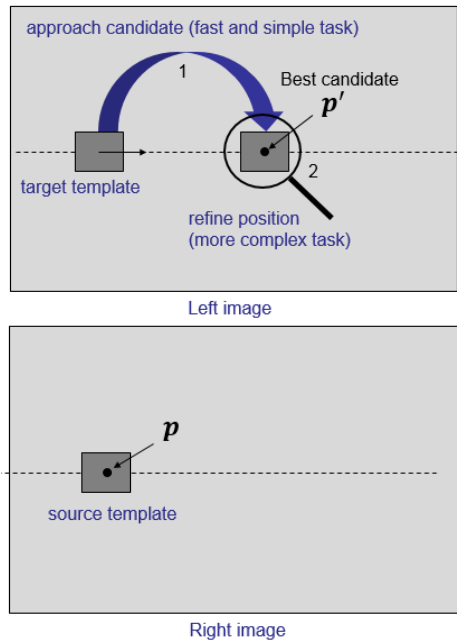 approach candidate (fast and simple task)
1
Best candidate
p′
2
target template
refine position
(more complex task)
Left image
p
source template
Right image